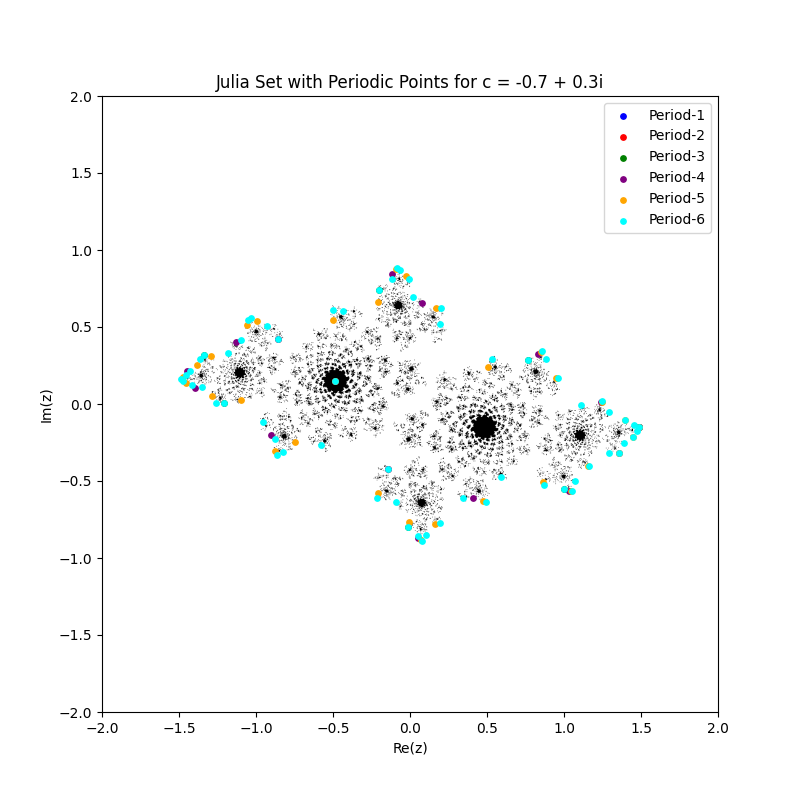 Julia Set with Periodic Points for c = -0.7 + 0.3i
2.0
1.5
1.0
0.5
0.0
−0.5
−1.0
−1.5
−2.0
Im(z)
Period-1
Period-2
Period-3
Period-4
Period-5
Period-6
−2.0 −1.5 −1.0 −0.5 0.0 0.5 1.0 1.5 2.0
Re(z)